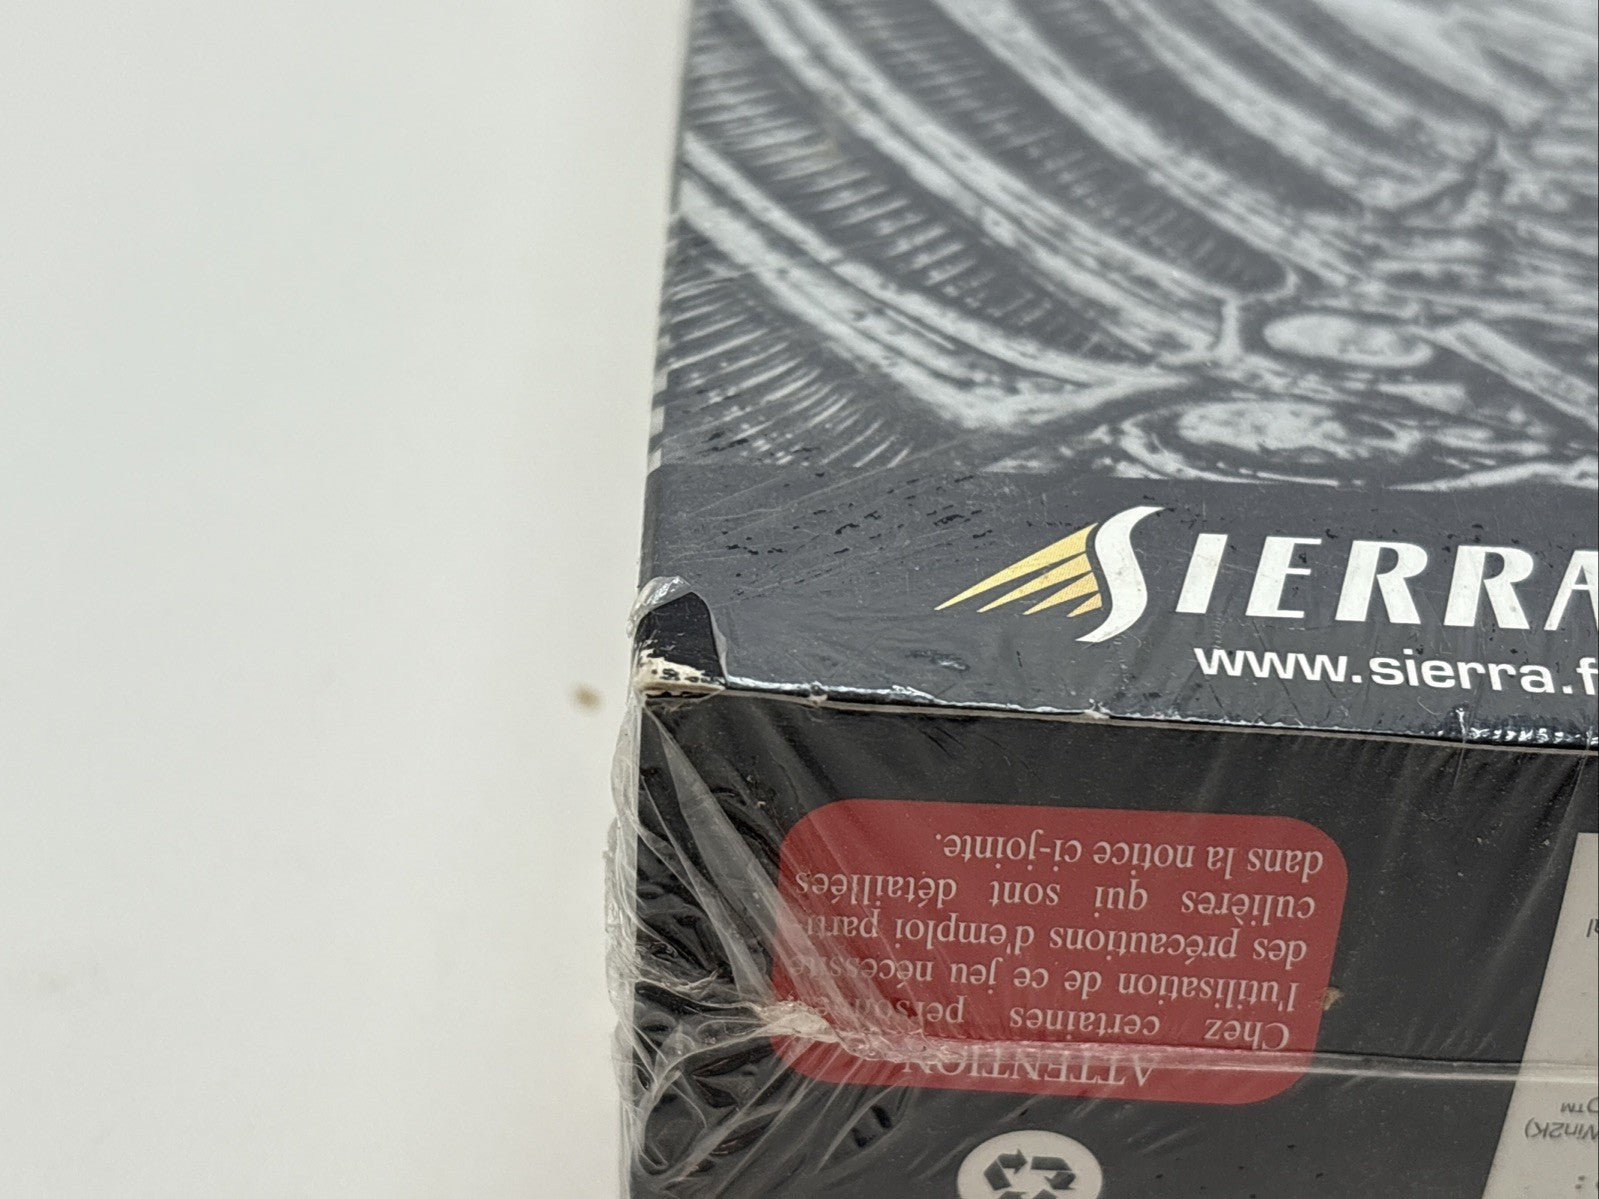 SIERRA
www.sierra.f
ATTENTION
Chez certaines
l'utilisation de ce jeu nécessite
des précautions d'emploi parti-
culières qui sont détaillées
dans la notice ci-jointe.
Win2K)